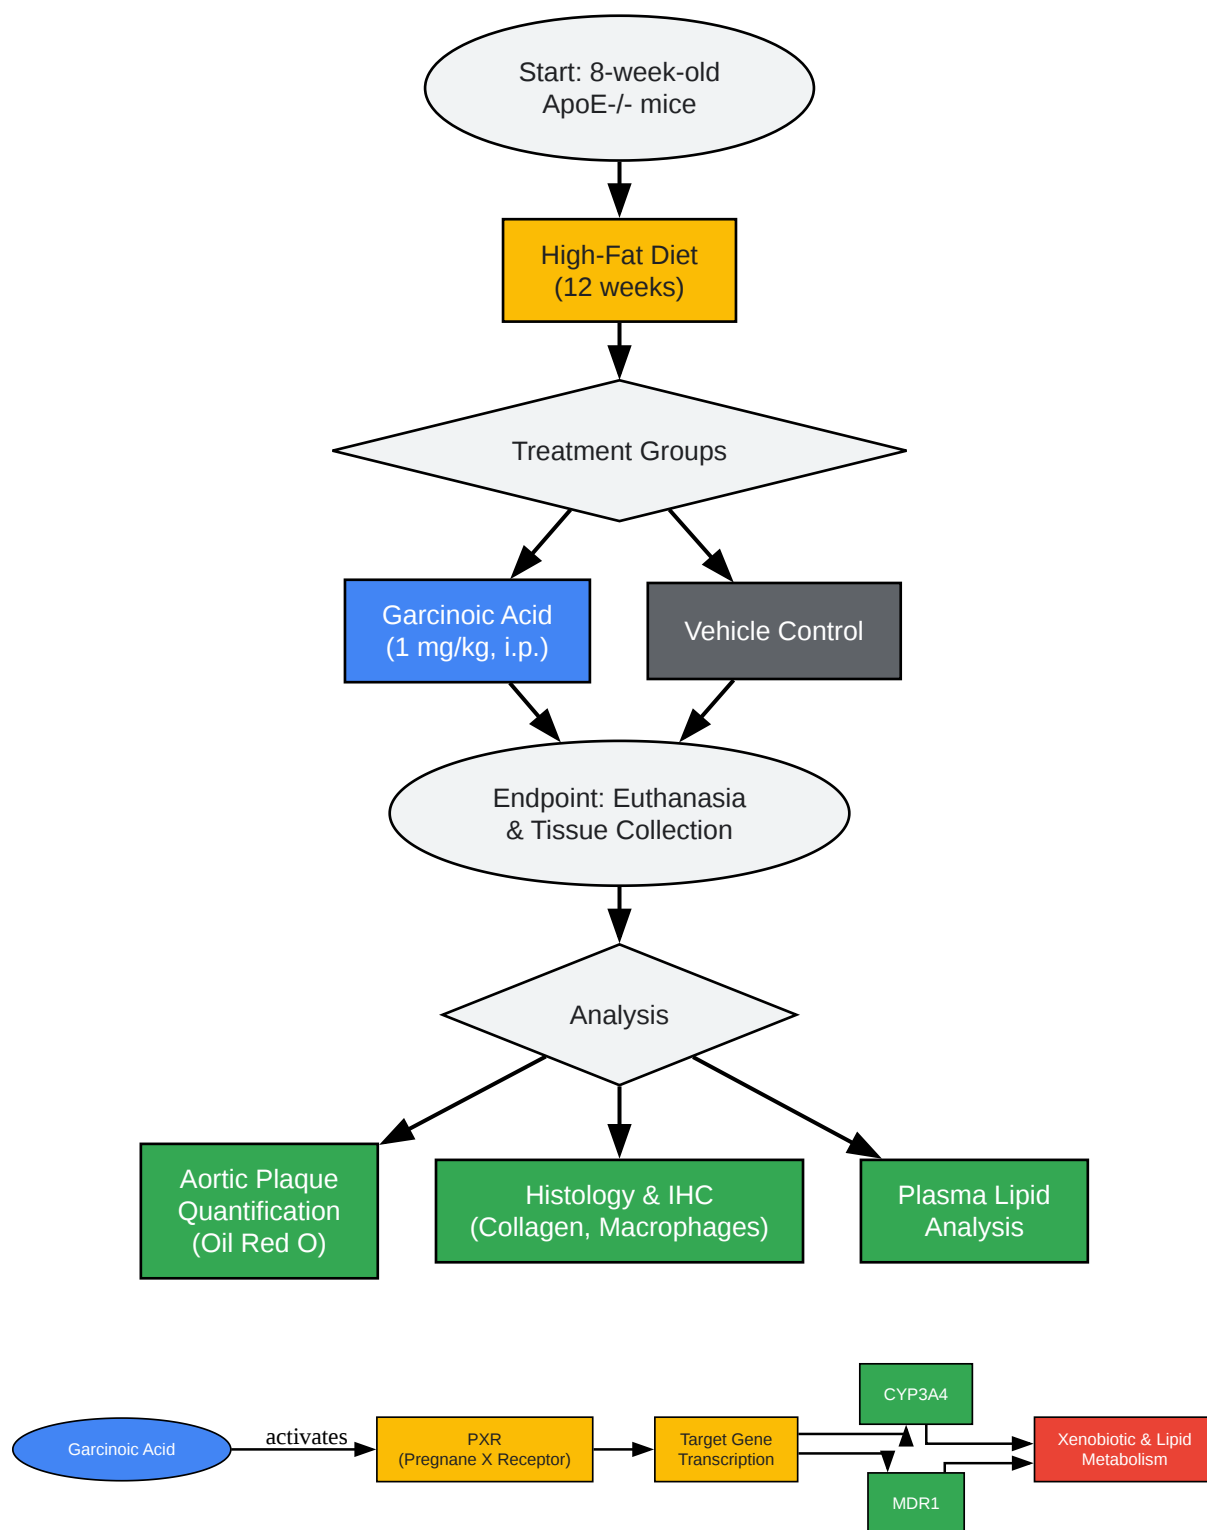 Start: 8-week-old
ApoE-/- mice
High-Fat Diet
(12 weeks)
Treatment Groups
Garcinoic Acid
(1 mg/kg, i.p.)
Vehicle Control
Endpoint: Euthanasia
& Tissue Collection
Analysis
Aortic Plaque
Quantification
(Oil Red O)
Histology & IHC
(Collagen, Macrophages)
Plasma Lipid
Analysis
Garcinoic Acid
activates
PXR
(Pregnane X Receptor)
Target Gene
Transcription
CYP3A4
MDR1
Xenobiotic & Lipid
Metabolism